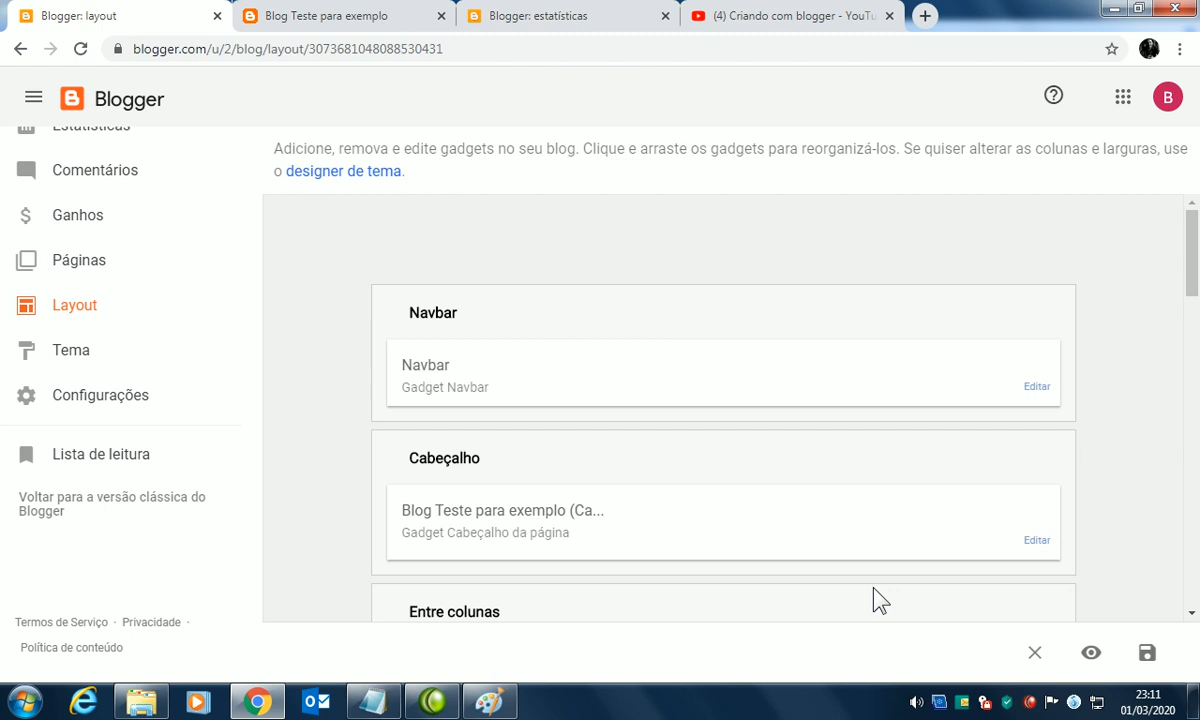 Blogger: layout
Blog Teste para exemplo
Blogger: estatísticas
(4) Criando com blogger - YouTu
blogger.com/u/2/blog/layout/3073681048088530431
Blogger
B
Estatísticas
Comentários
Ganhos
Páginas
Layout
Tema
Configurações
Lista de leitura
Voltar para a versão clássica do
Blogger
Termos de Serviço · Privacidade ·
Política de conteúdo
Adicione, remova e edite gadgets no seu blog. Clique e arraste os gadgets para reorganizá-los. Se quiser alterar as colunas e larguras, use
o designer de tema.
Navbar
Navbar
Gadget Navbar
Editar
Cabeçalho
Blog Teste para exemplo (Ca...
Gadget Cabeçalho da página
Editar
Entre colunas
23:11
01/03/2020